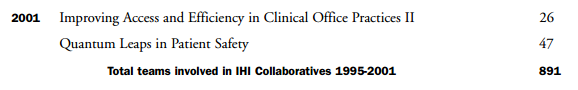 2001 Improving Access and Efficiency in Clinical Office Practices II 26
Quantum Leaps in Patient Safety 47
Total teams involved in IHI Collaboratives 1995-2001 891